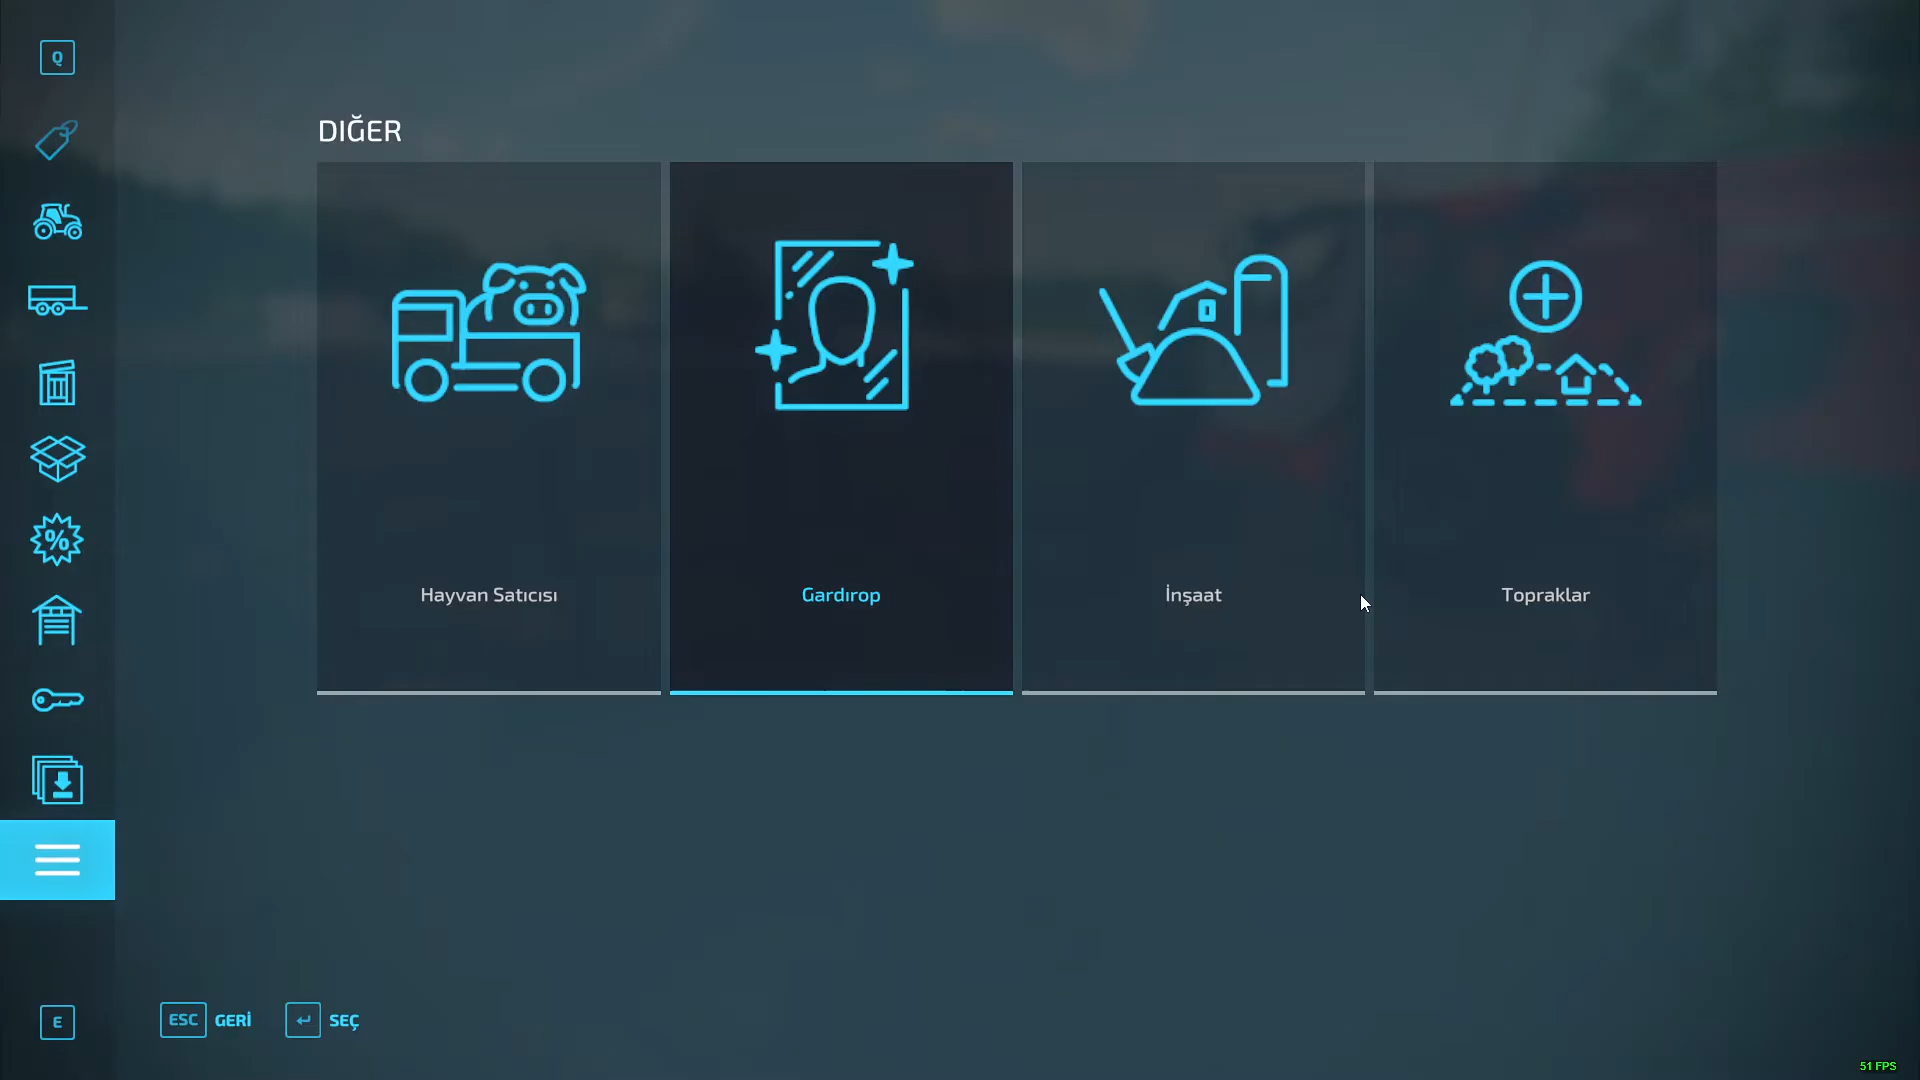 Q
DIĞER
%
Hayvan Satıcısı
Gardırop
İnşaat
Topraklar
E
ESC GERİ
SEÇ
51 FPS